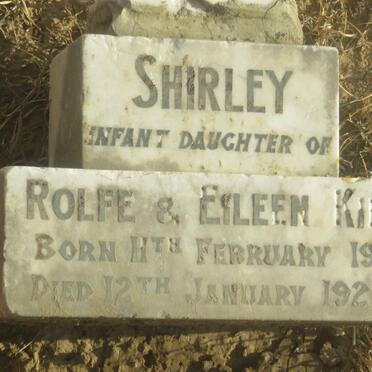 SHIRLEY
INFANT DAUGHTER OF
ROLFE & EILEEN
BORN 11TH FEBRUARY
DIED 12TH JANUARY